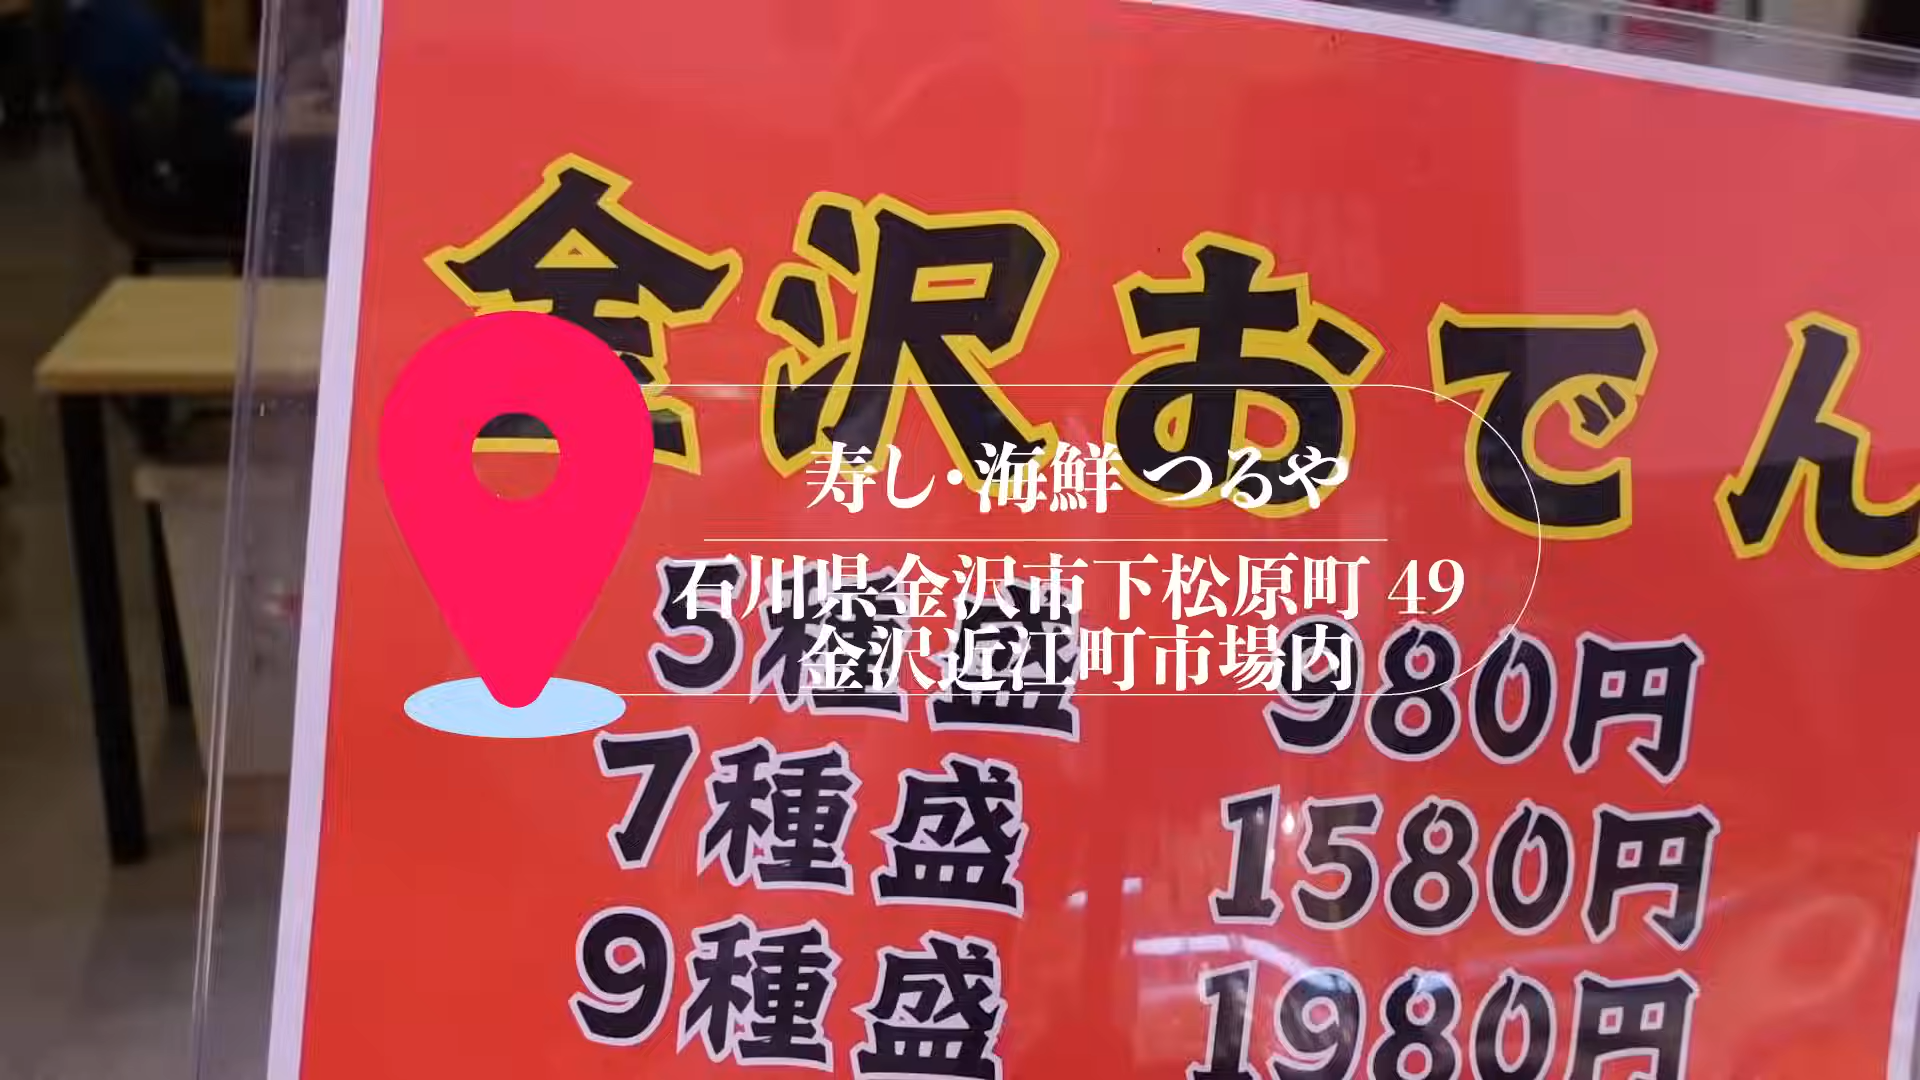 金沢おでん
寿し・海鮮 つるや
石川県金沢市下松原町 49
金沢近江町市場内
5種盛 980円
7種盛 1580円
9種盛 1980円